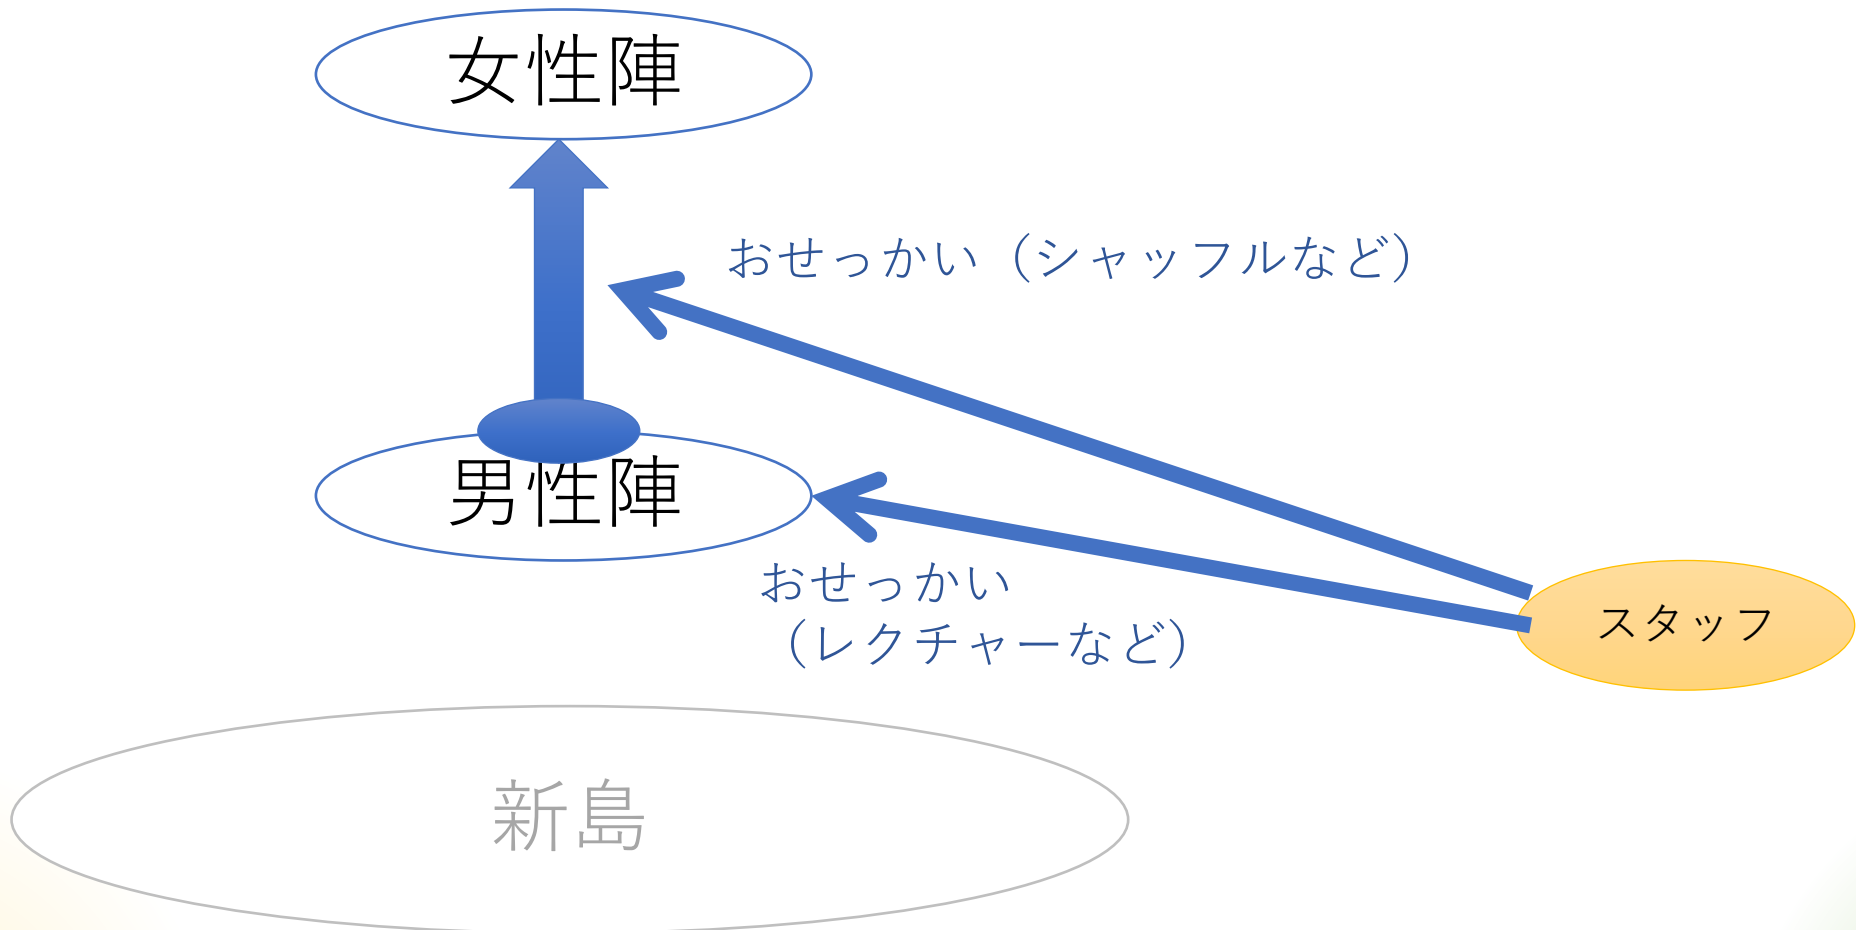 女性陣
おせっかい（シャッフルなど）
男性陣
おせっかい
（レクチャーなど）
スタッフ
新島